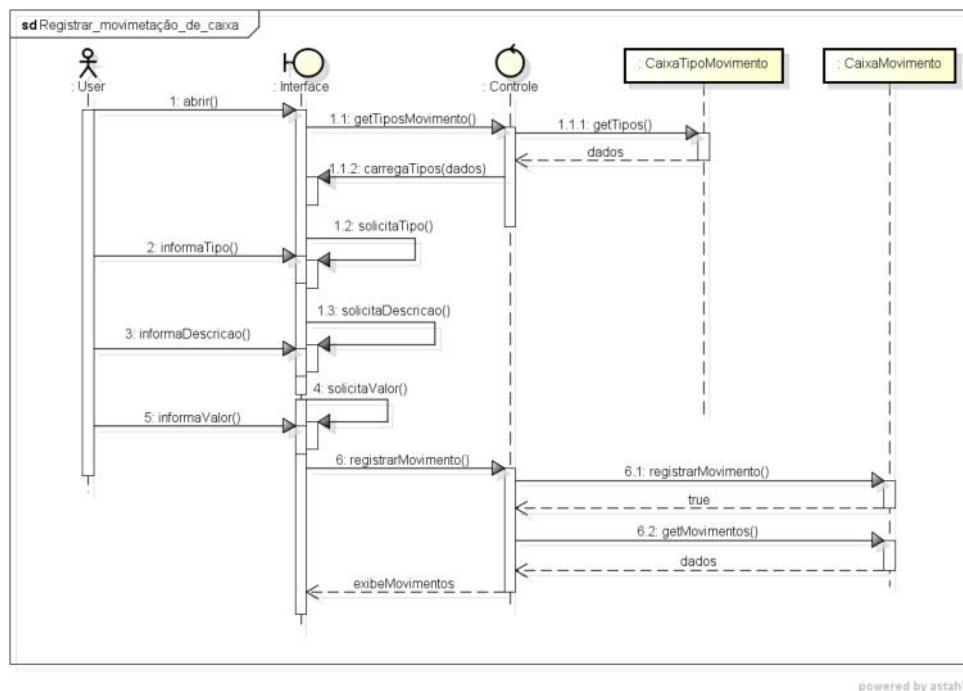 sd Registrar_movimetação_de_caixa
: User
: Interface
: Controle
: CaixaTipoMovimento
: CaixaMovimento
1: abrir()
1.1: getTiposMovimento()
1.1.1: getTipos()
dados
1.1.2: carregaTipos(dados)
1.2: solicitaTipo()
2: informaTipo()
1.3: solicitaDescricao()
3: informaDescricao()
4: solicitaValor()
5: informaValor()
6: registrarMovimento()
6.1: registrarMovimento()
true
6.2: getMovimentos()
dados
exibeMovimentos
powered by astah